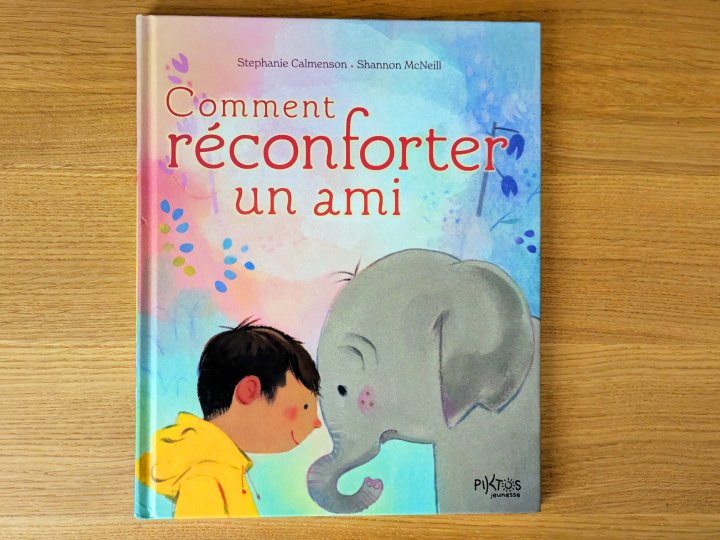 Stephanie Calmenson • Shannon McNeill
Comment
réconforter
un ami
PIKTOS
jeunesse